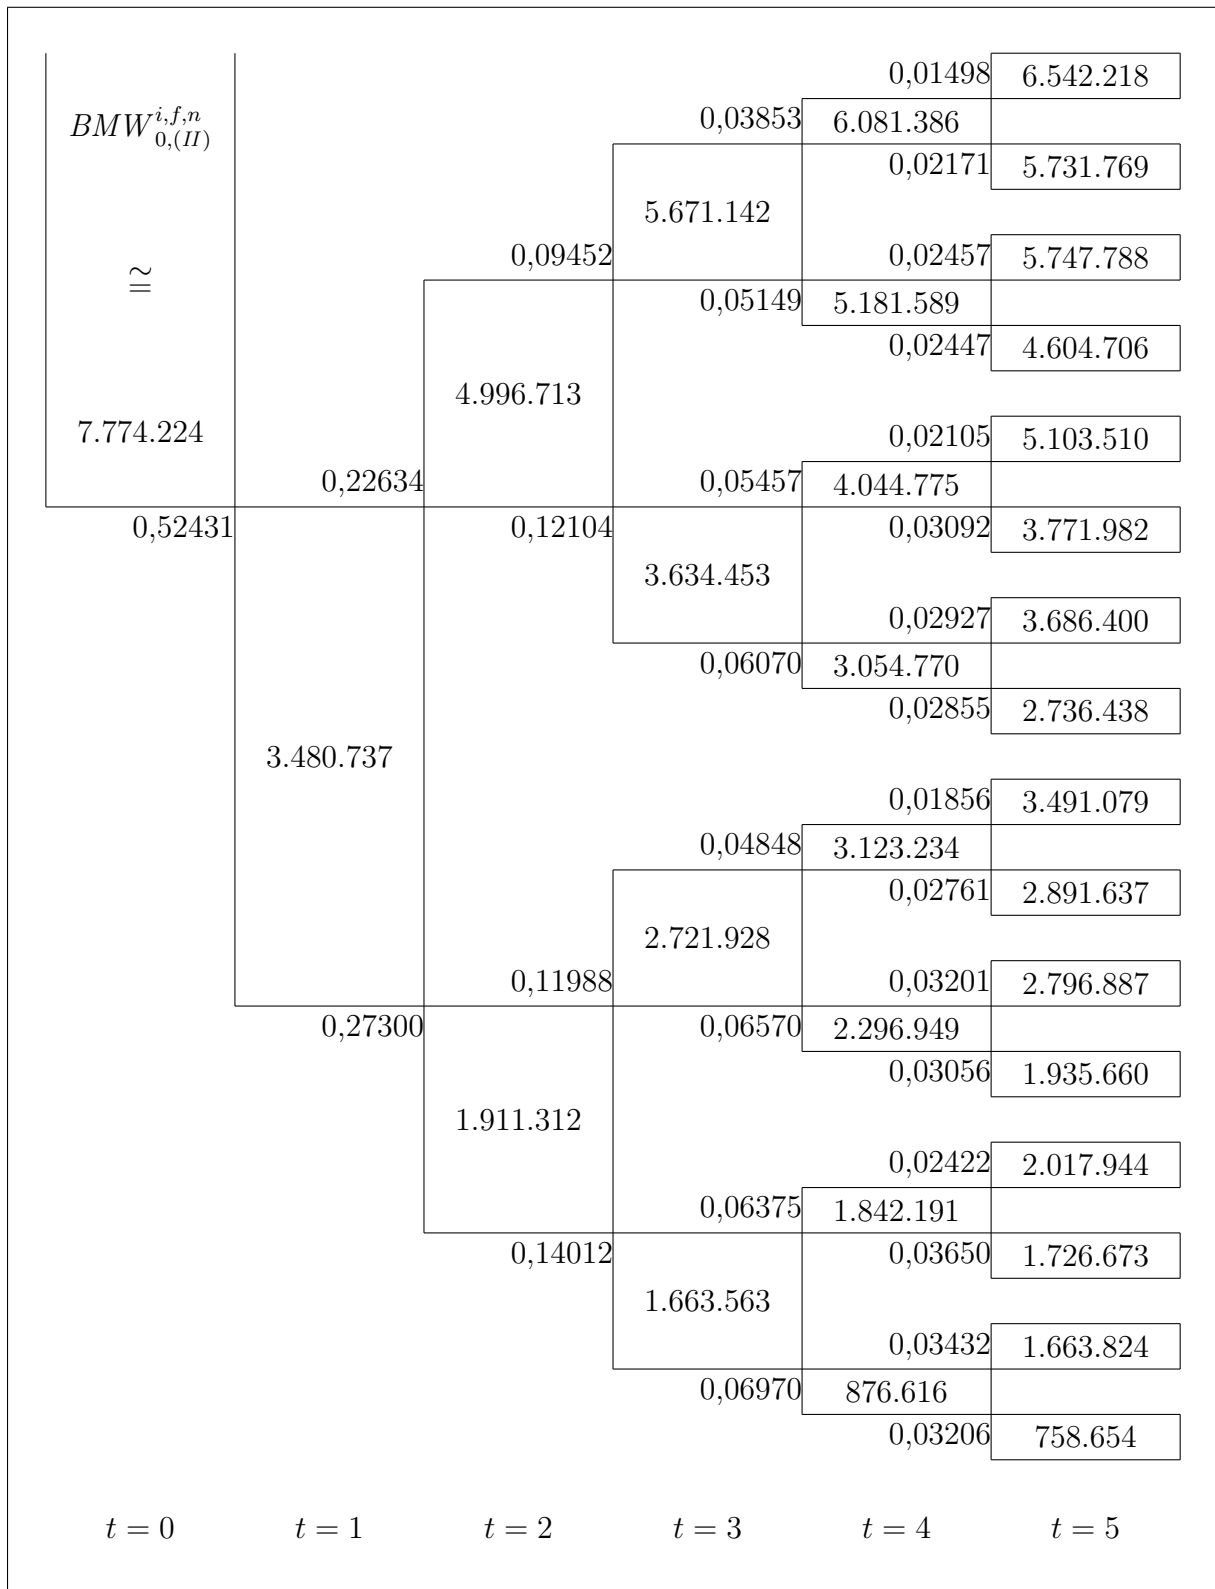 0,01498 6.542.218
BMW^{i,f,n}_{0,(II)} 0,03853 6.081.386
0,02171 5.731.769
5.671.142
0,09452 0,02457 5.747.788
≅
0,05149 5.181.589
0,02447 4.604.706
4.996.713
7.774.224 0,02105 5.103.510
0,22634 0,05457 4.044.775
0,52431 0,12104 0,03092 3.771.982
3.634.453
0,02927 3.686.400
0,06070 3.054.770
0,02855 2.736.438
3.480.737
0,01856 3.491.079
0,04848 3.123.234
0,02761 2.891.637
2.721.928
0,11988 0,03201 2.796.887
0,27300 0,06570 2.296.949
0,03056 1.935.660
1.911.312
0,02422 2.017.944
0,06375 1.842.191
0,14012 0,03650 1.726.673
1.663.563
0,03432 1.663.824
0,06970 876.616
0,03206 758.654
t = 0 t = 1 t = 2 t = 3 t = 4 t = 5